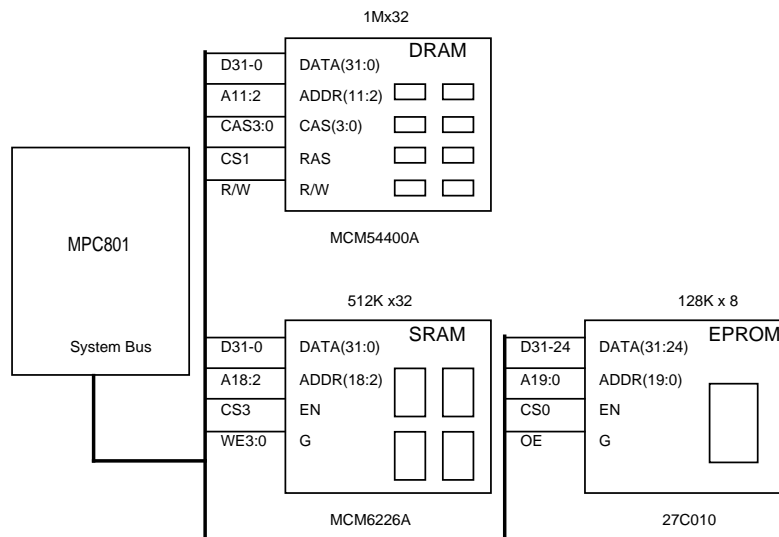 1Mx32
DRAM
D31-0 DATA(31:0)
A11:2 ADDR(11:2)
CAS3:0 CAS(3:0)
CS1 RAS
R/W R/W
MCM54400A
MPC801
System Bus
512K x32
SRAM
D31-0 DATA(31:0)
A18:2 ADDR(18:2)
CS3 EN
WE3:0 G
MCM6226A
128K x 8
EPROM
D31-24 DATA(31:24)
A19:0 ADDR(19:0)
CS0 EN
OE G
27C010